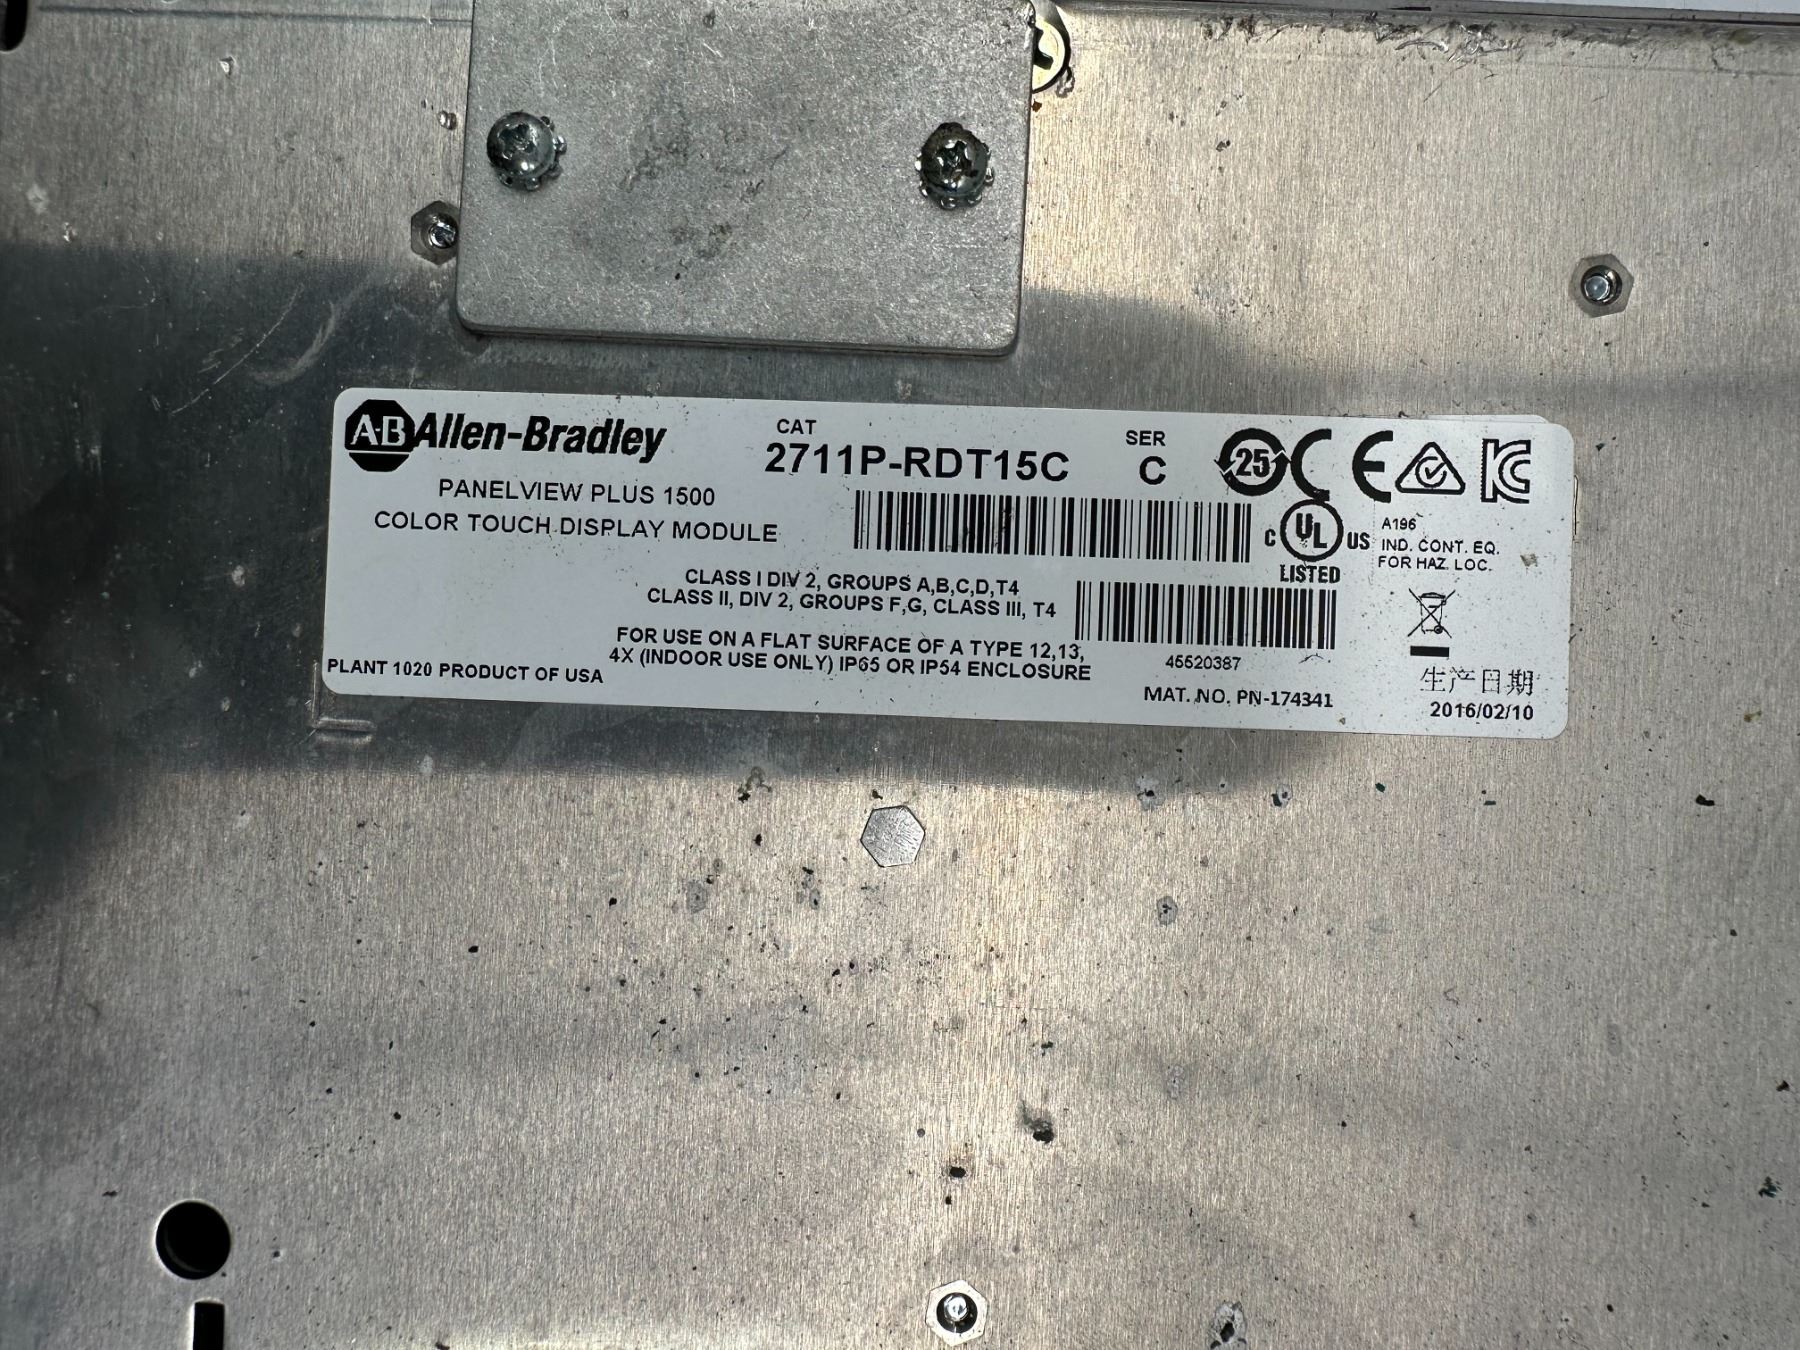 AB Allen-Bradley
PANELVIEW PLUS 1500
COLOR TOUCH DISPLAY MODULE
CAT
2711P-RDT15C
SER
C
25
CE
KC
C UL US
LISTED
A196
IND. CONT. EQ.
FOR HAZ. LOC.
CLASS I DIV 2, GROUPS A,B,C,D,T4
CLASS II, DIV 2, GROUPS F,G, CLASS III, T4
FOR USE ON A FLAT SURFACE OF A TYPE 12,13,
4X (INDOOR USE ONLY) IP65 OR IP54 ENCLOSURE
PLANT 1020 PRODUCT OF USA
45520387
MAT. NO. PN-174341
生产日期
2016/02/10